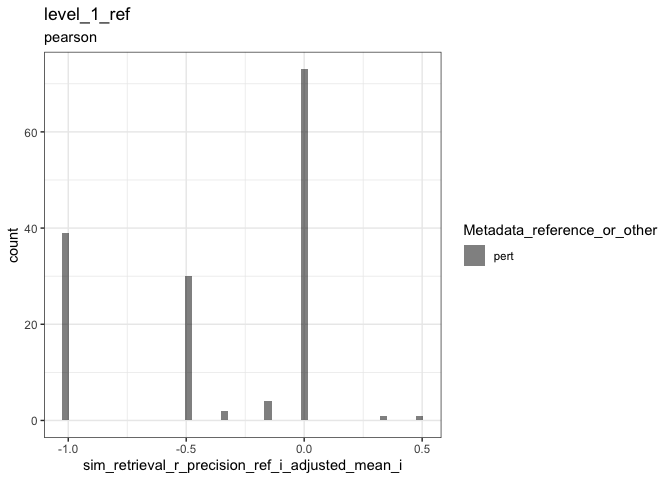 level_1_ref
pearson
60
40
20
0
count
-1.0
-0.5
0.0
0.5
sim_retrieval_r_precision_ref_i_adjusted_mean_i
Metadata_reference_or_other
pert